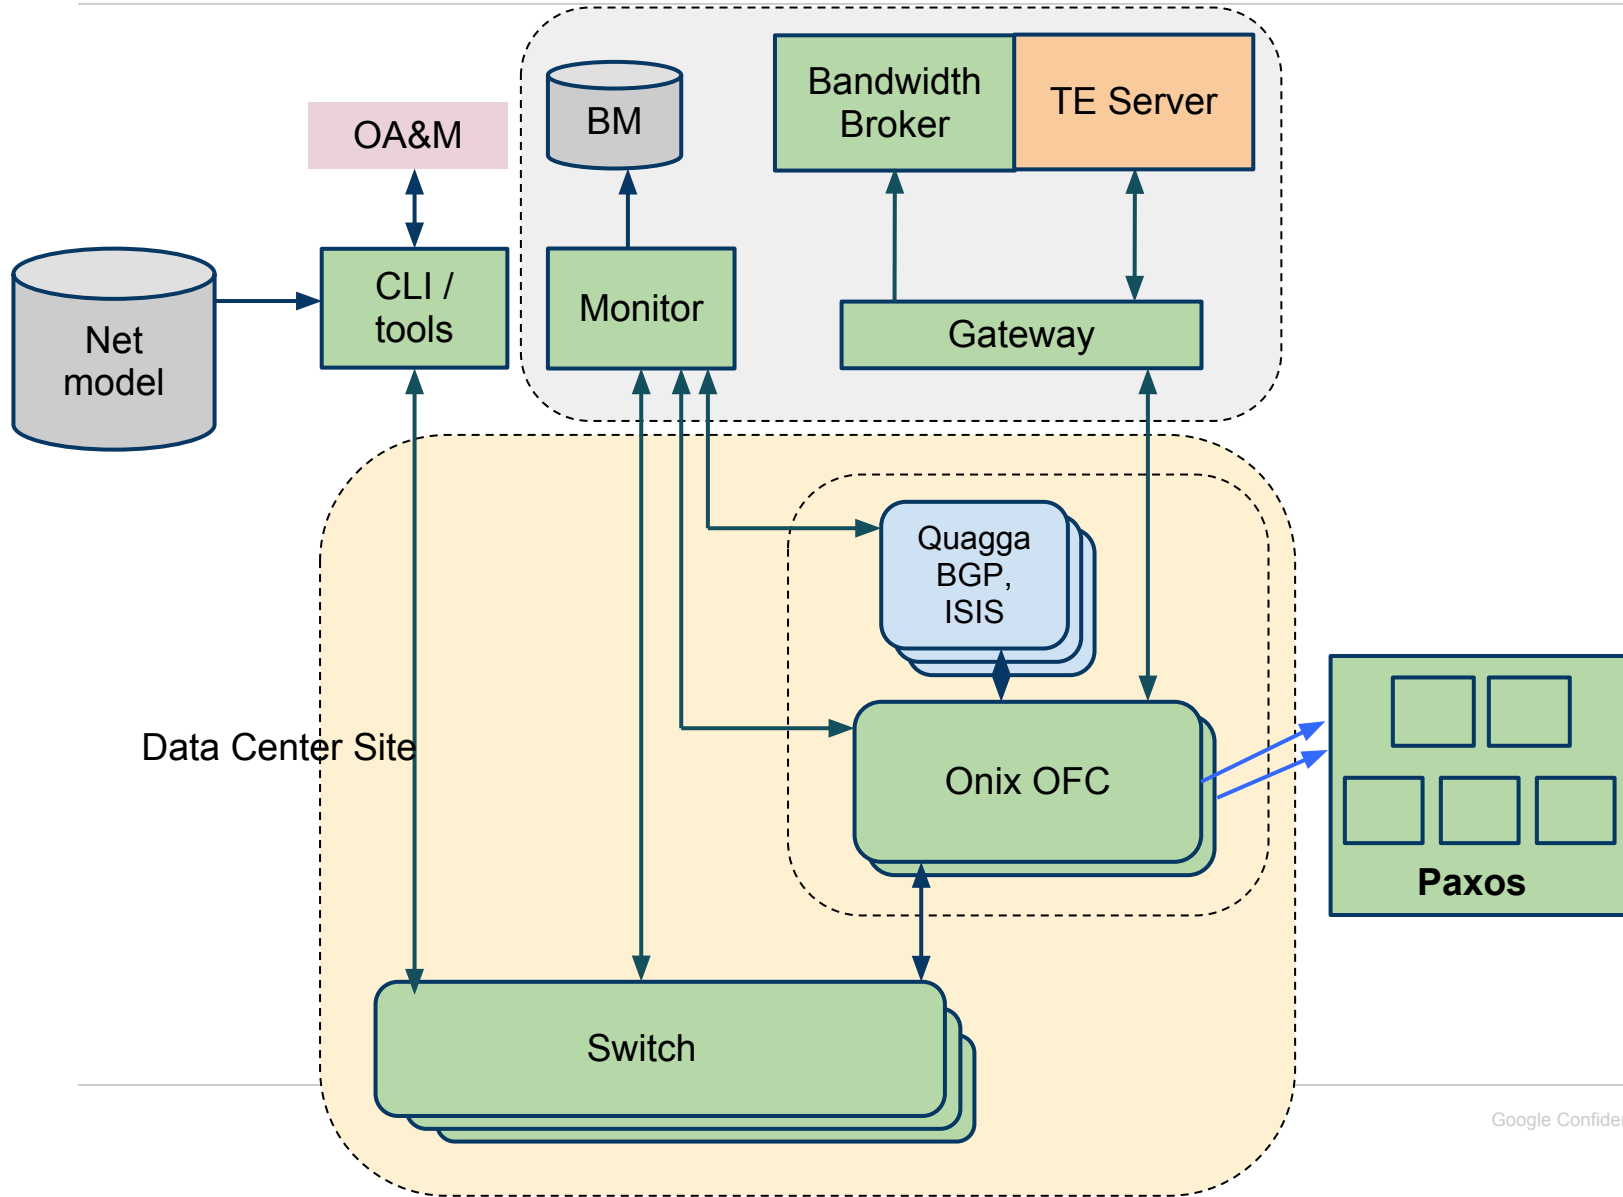 Bandwidth
Broker
TE Server
BM
OA&M
CLI /
tools
Monitor
Gateway
Net
model
Quagga
BGP,
ISIS
Data Center Site
Onix OFC
Paxos
Switch
Google